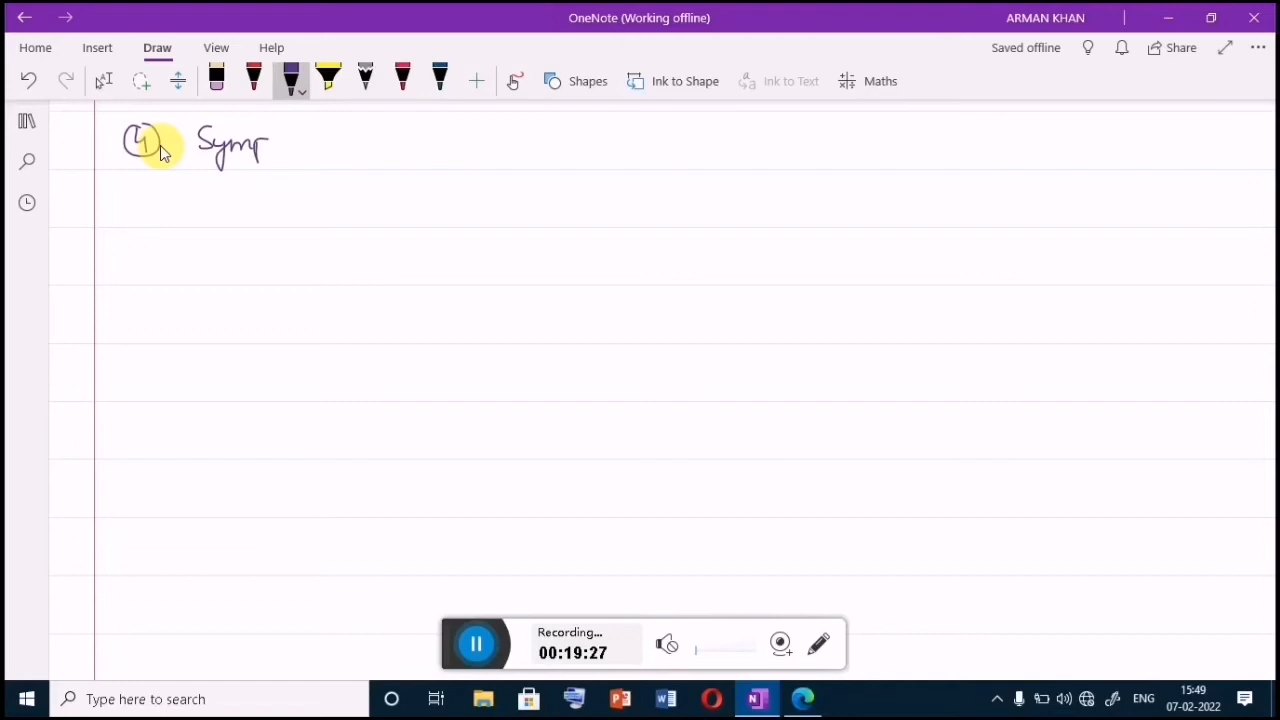 OneNote (Working offline)
ARMAN KHAN
Home Insert Draw View Help
Saved offline
Share
Shapes
Ink to Shape
Ink to Text
Maths
4 Symp
Recording...
00:19:27
Type here to search
ENG
15:49
07-02-2022